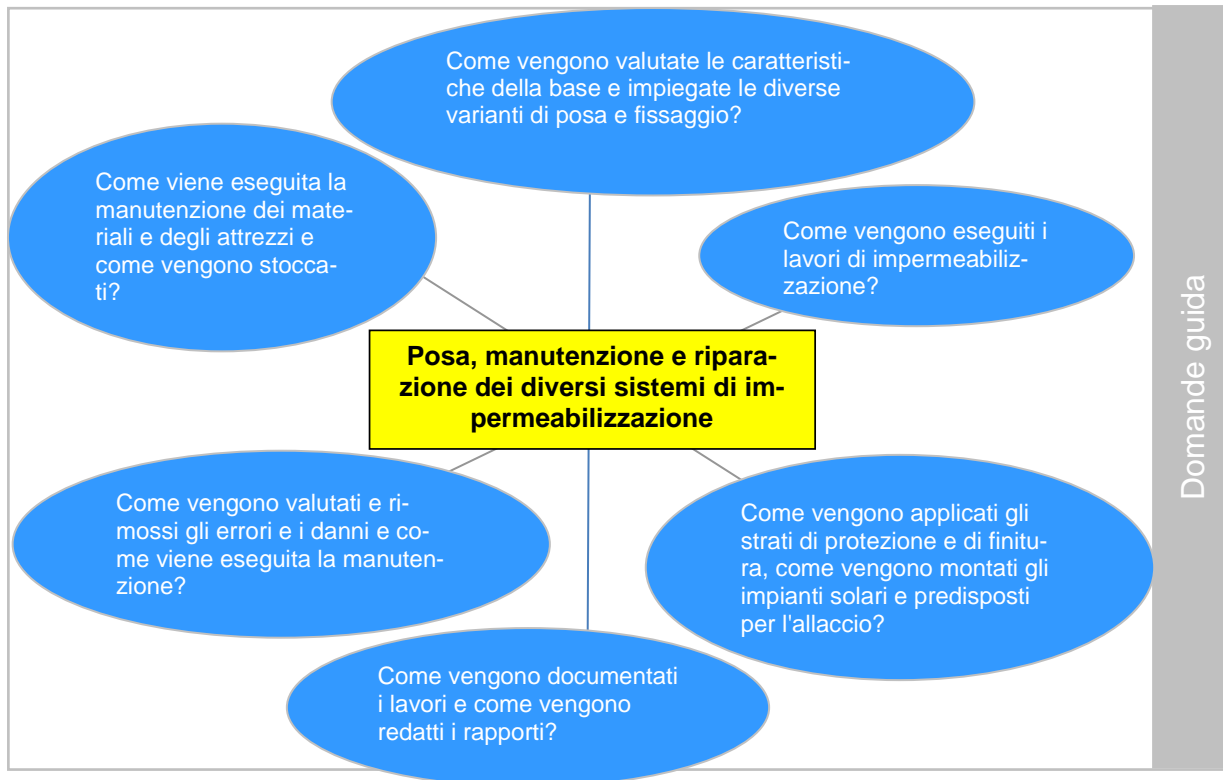 Come vengono valutate le caratteristi-
che della base e impiegate le diverse
varianti di posa e fissaggio?
Come viene eseguita la
manutenzione dei mate-
riali e degli attrezzi e
come vengono stocca-
ti?
Come vengono eseguiti i
lavori di impermeabiliz-
zazione?
Posa, manutenzione e ripara-
zione dei diversi sistemi di im-
permeabilizzazione
Come vengono valutati e ri-
mossi gli errori e i danni e co-
me viene eseguita la manuten-
zione?
Come vengono applicati gli
strati di protezione e di finitu-
ra, come vengono montati gli
impianti solari e predisposti
per l'allaccio?
Come vengono documentati
i lavori e come vengono
redatti i rapporti?
Domande guida